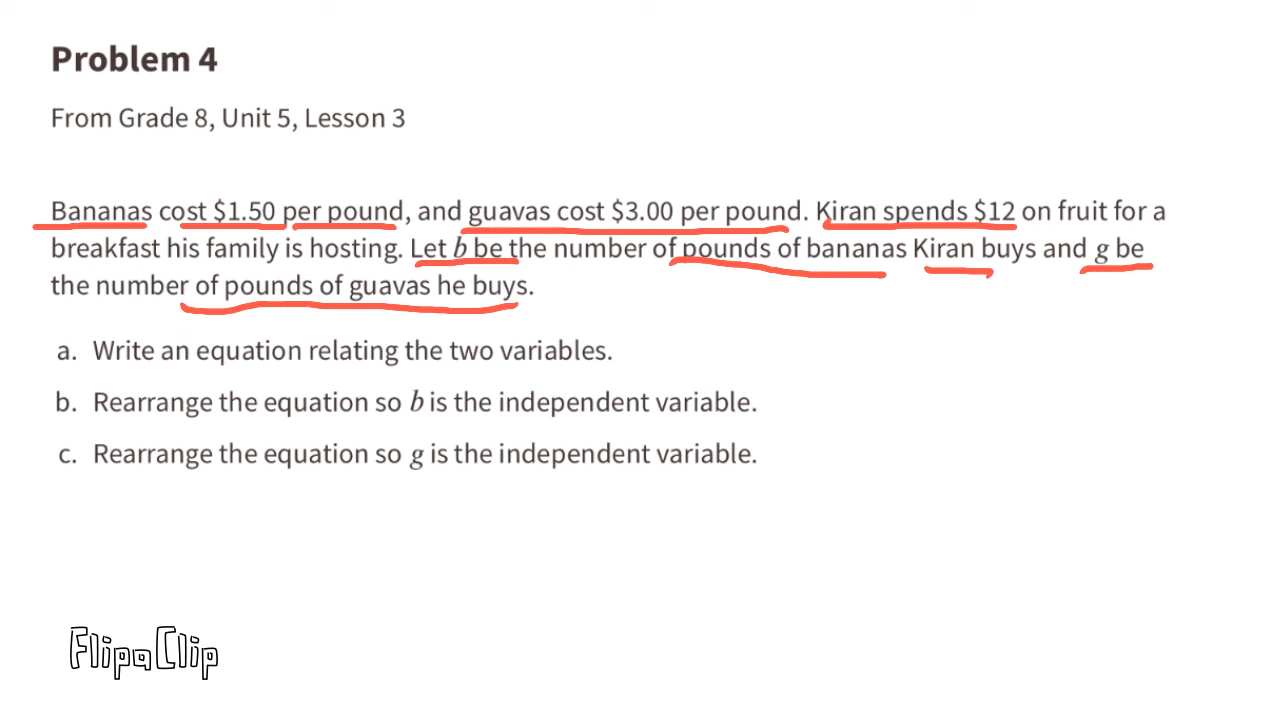 Problem 4
From Grade 8, Unit 5, Lesson 3
Bananas cost $1.50 per pound, and guavas cost $3.00 per pound. Kiran spends $12 on fruit for a
breakfast his family is hosting. Let b be the number of pounds of bananas Kiran buys and g be
the number of pounds of guavas he buys.
a. Write an equation relating the two variables.
b. Rearrange the equation so b is the independent variable.
c. Rearrange the equation so g is the independent variable.
FlipaClip